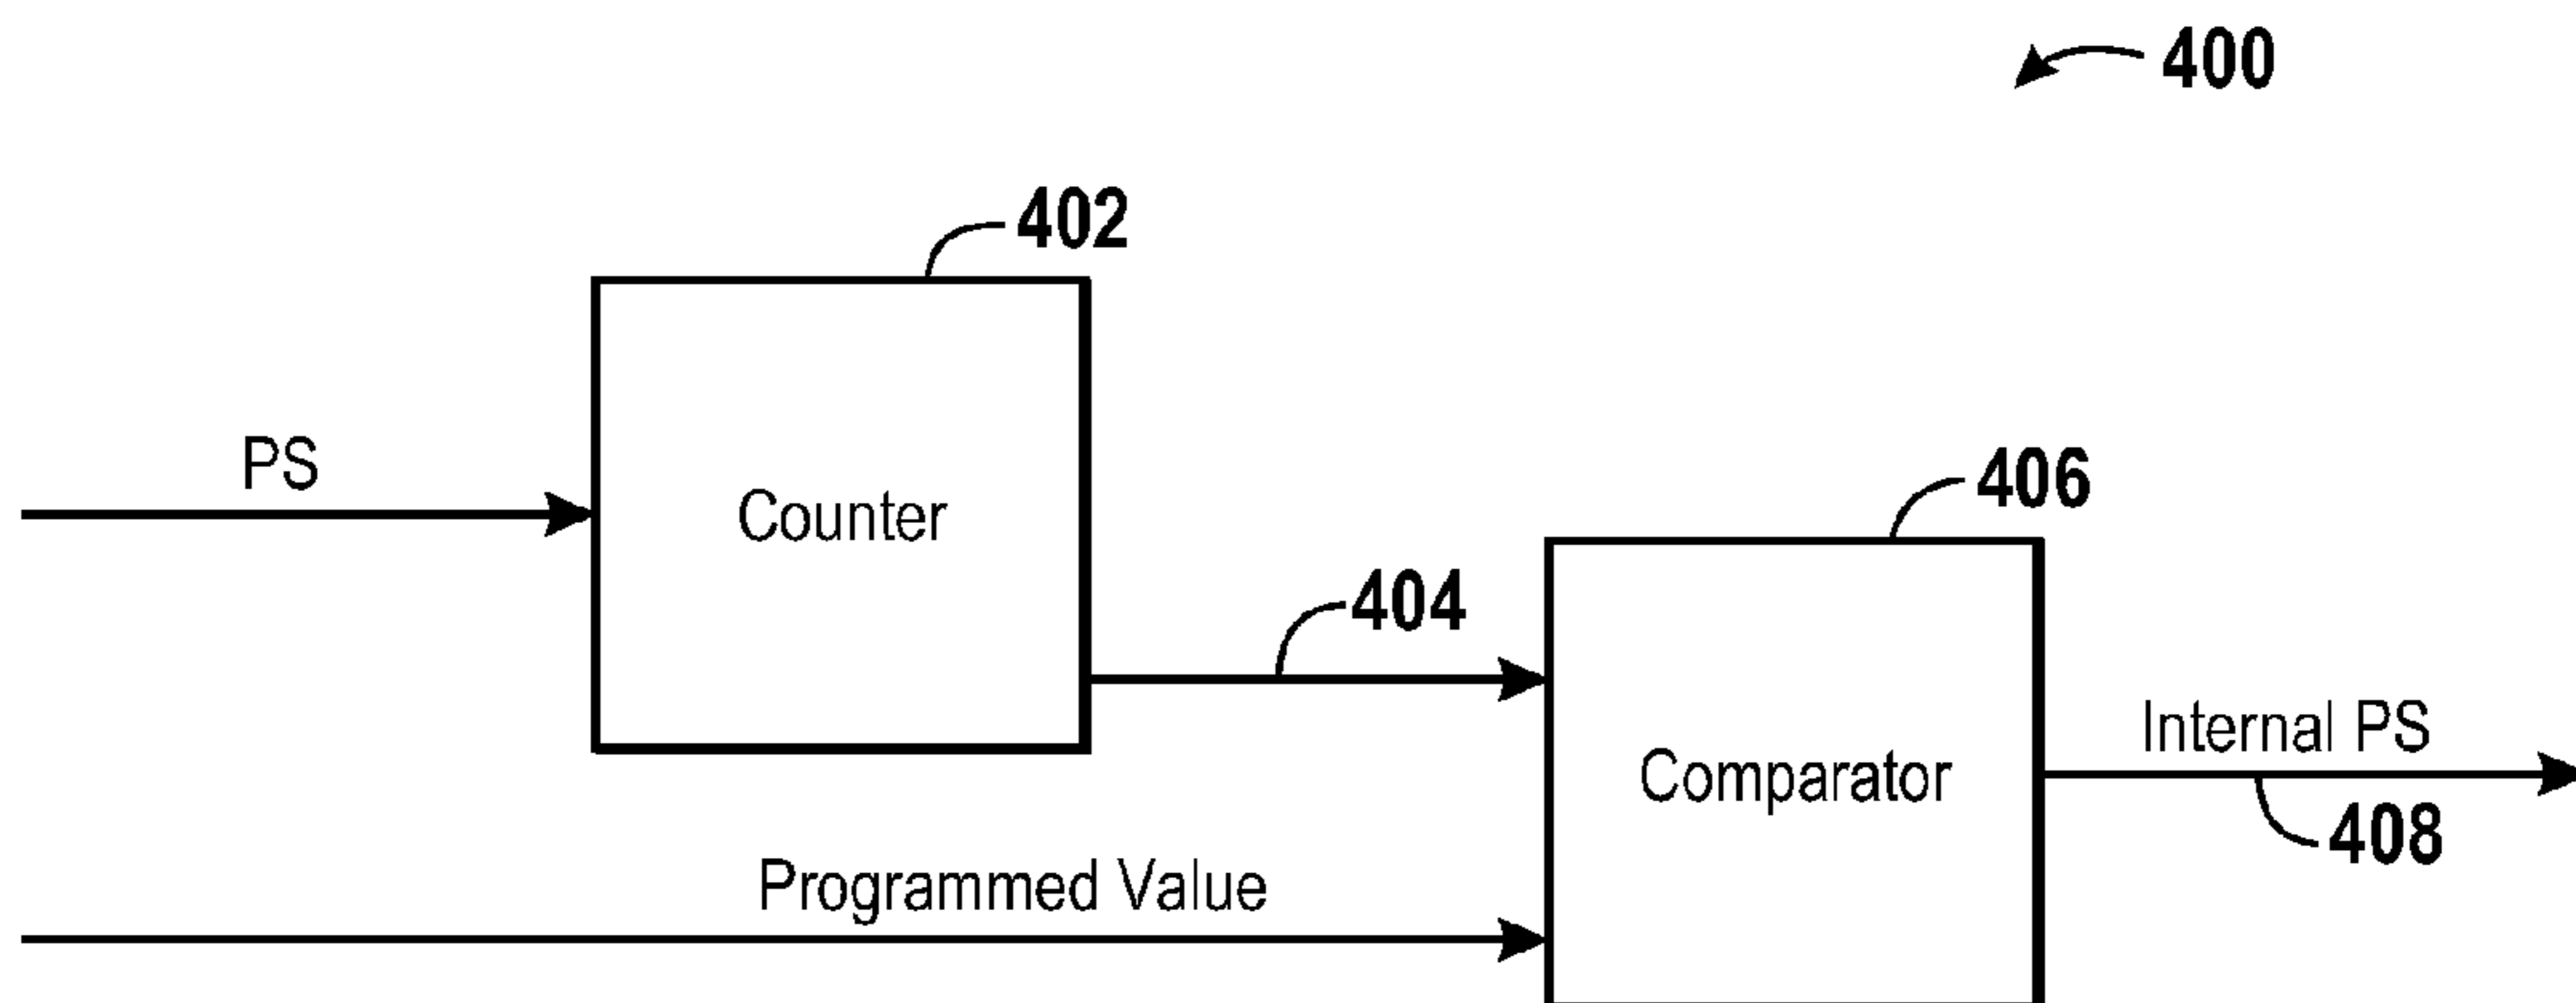 400
402
PS
Counter
406
404
Internal PS
Comparator
408
Programmed Value